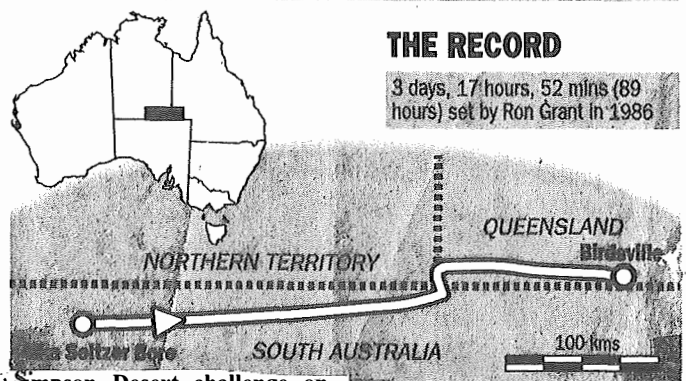 THE RECORD
3 days, 17 hours, 52 mins (89
hours) set by Ron Grant in 1986
QUEENSLAND
Birdsville
NORTHERN TERRITORY
Seltzer Bore
SOUTH AUSTRALIA
100 kms
Simpson Desert challenge on